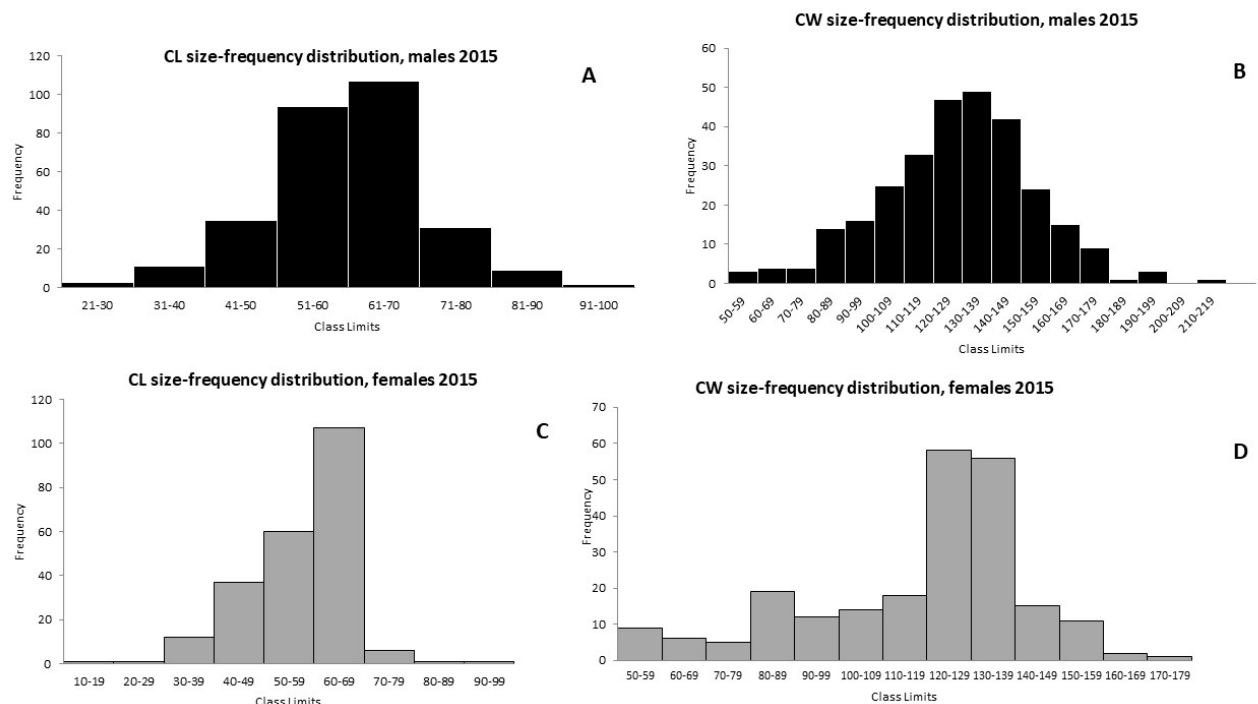 CL size-frequency distribution, males 2015
A
120
100
80
60
40
20
0
Frequency
21-30 31-40 41-50 51-60 61-70 71-80 81-90 91-100
Class Limits
CW size-frequency distribution, males 2015
B
60
50
40
30
20
10
0
Frequency
50-59 60-69 70-79 80-89 90-99 100-109 110-119 120-129 130-139 140-149 150-159 160-169 170-179 180-189 190-199 200-209 210-219
Class Limits
CL size-frequency distribution, females 2015
C
120
100
80
60
40
20
0
Frequency
10-19 20-29 30-39 40-49 50-59 60-69 70-79 80-89 90-99
Class Limits
CW size-frequency distribution, females 2015
D
70
60
50
40
30
20
10
0
Frequency
50-59 60-69 70-79 80-89 90-99 100-109 110-119 120-129 130-139 140-149 150-159 160-169 170-179
Class Limits